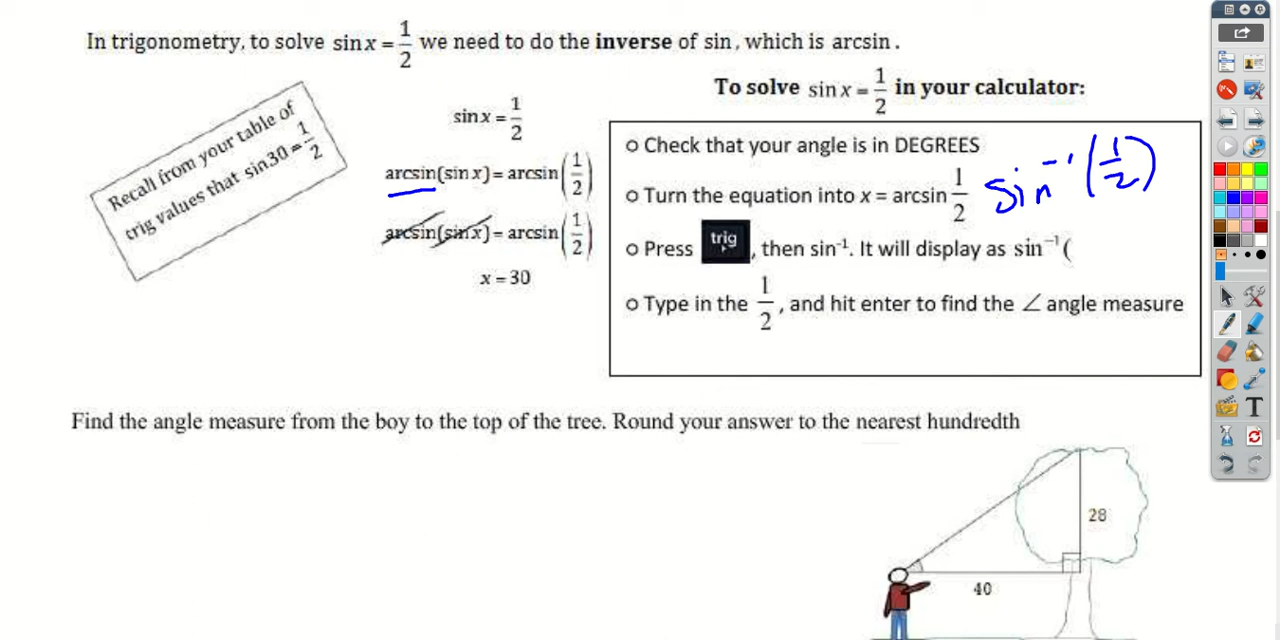 In trigonometry, to solve sin x = 1/2 we need to do the inverse of sin, which is arcsin.
Recall from your table of
trig values that sin30 = 1/2
sin x = 1/2
arcsin(sin x) = arcsin(1/2)
arcsin(sin x) = arcsin(1/2)
x = 30
To solve sin x = 1/2 in your calculator:
o Check that your angle is in DEGREES
o Turn the equation into x = arcsin 1/2 sin⁻¹(1/2)
o Press trig, then sin⁻¹. It will display as sin⁻¹(
o Type in the 1/2, and hit enter to find the ∠ angle measure
Find the angle measure from the boy to the top of the tree. Round your answer to the nearest hundredth
28
40
T